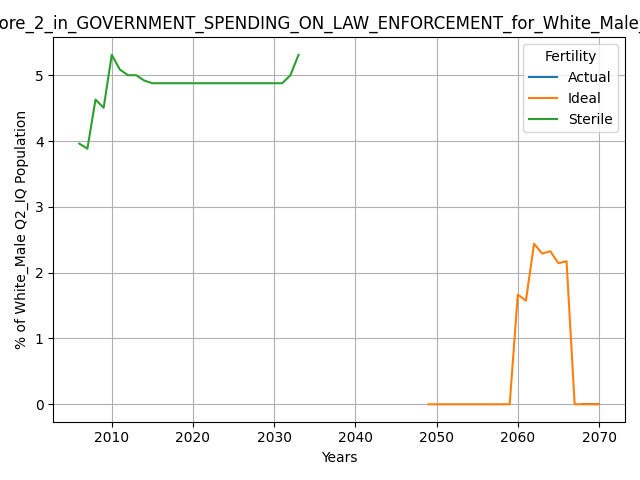 ore_2_in_GOVERNMENT_SPENDING_ON_LAW_ENFORCEMENT_for_White_Male_
Fertility
Actual
Ideal
Sterile
% of White_Male Q2_IQ Population
5
4
3
2
1
0
2010 2020 2030 2040 2050 2060 2070
Years